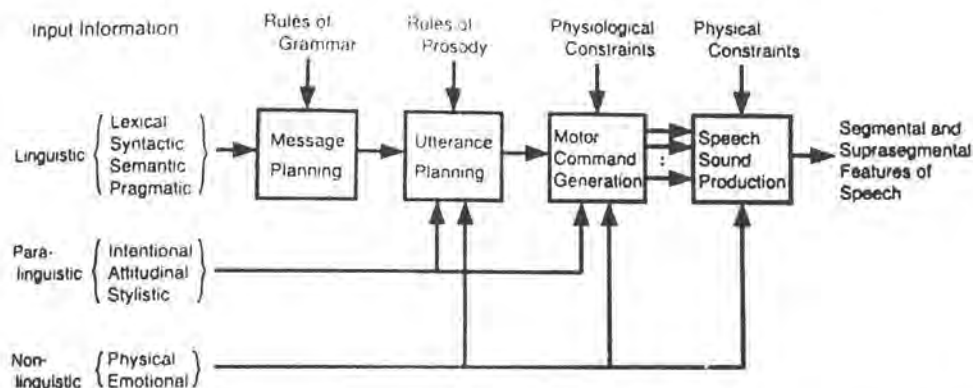 Input Information
Rules of
Grammar
Rules of
Prosody
Physiological
Constraints
Physical
Constraints
Linguistic
Lexical
Syntactic
Semantic
Pragmatic
Message
Planning
Utterance
Planning
Motor
Command
Generation
Speech
Sound
Production
Segmental and
Suprasegmental
Features of
Speech
Para-
linguistic
Intentional
Attitudinal
Stylistic
Non-
linguistic
Physical
Emotional